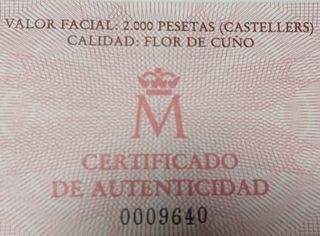 VALOR FACIAL: 2.000 PESETAS (CASTELLERS)
CALIDAD: FLOR DE CUÑO
M
CERTIFICADO
DE AUTENTICIDAD
0009640